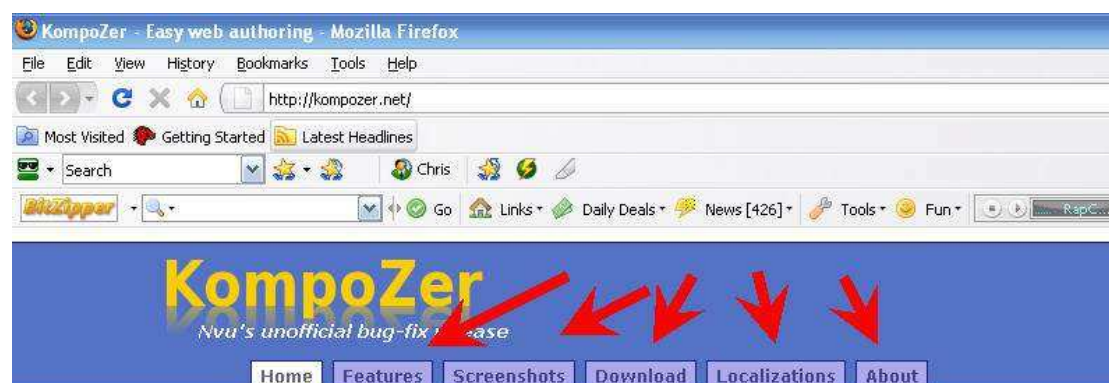 KompoZer - Easy web authoring - Mozilla Firefox
File Edit View History Bookmarks Tools Help
http://kompozer.net/
Most Visited Getting Started Latest Headlines
Search Chris
BitZipper Go Links Daily Deals News [426] Tools Fun RapC...
KompoZer
Nvu's unofficial bug-fix
Home Features Screenshots Download Localizations About